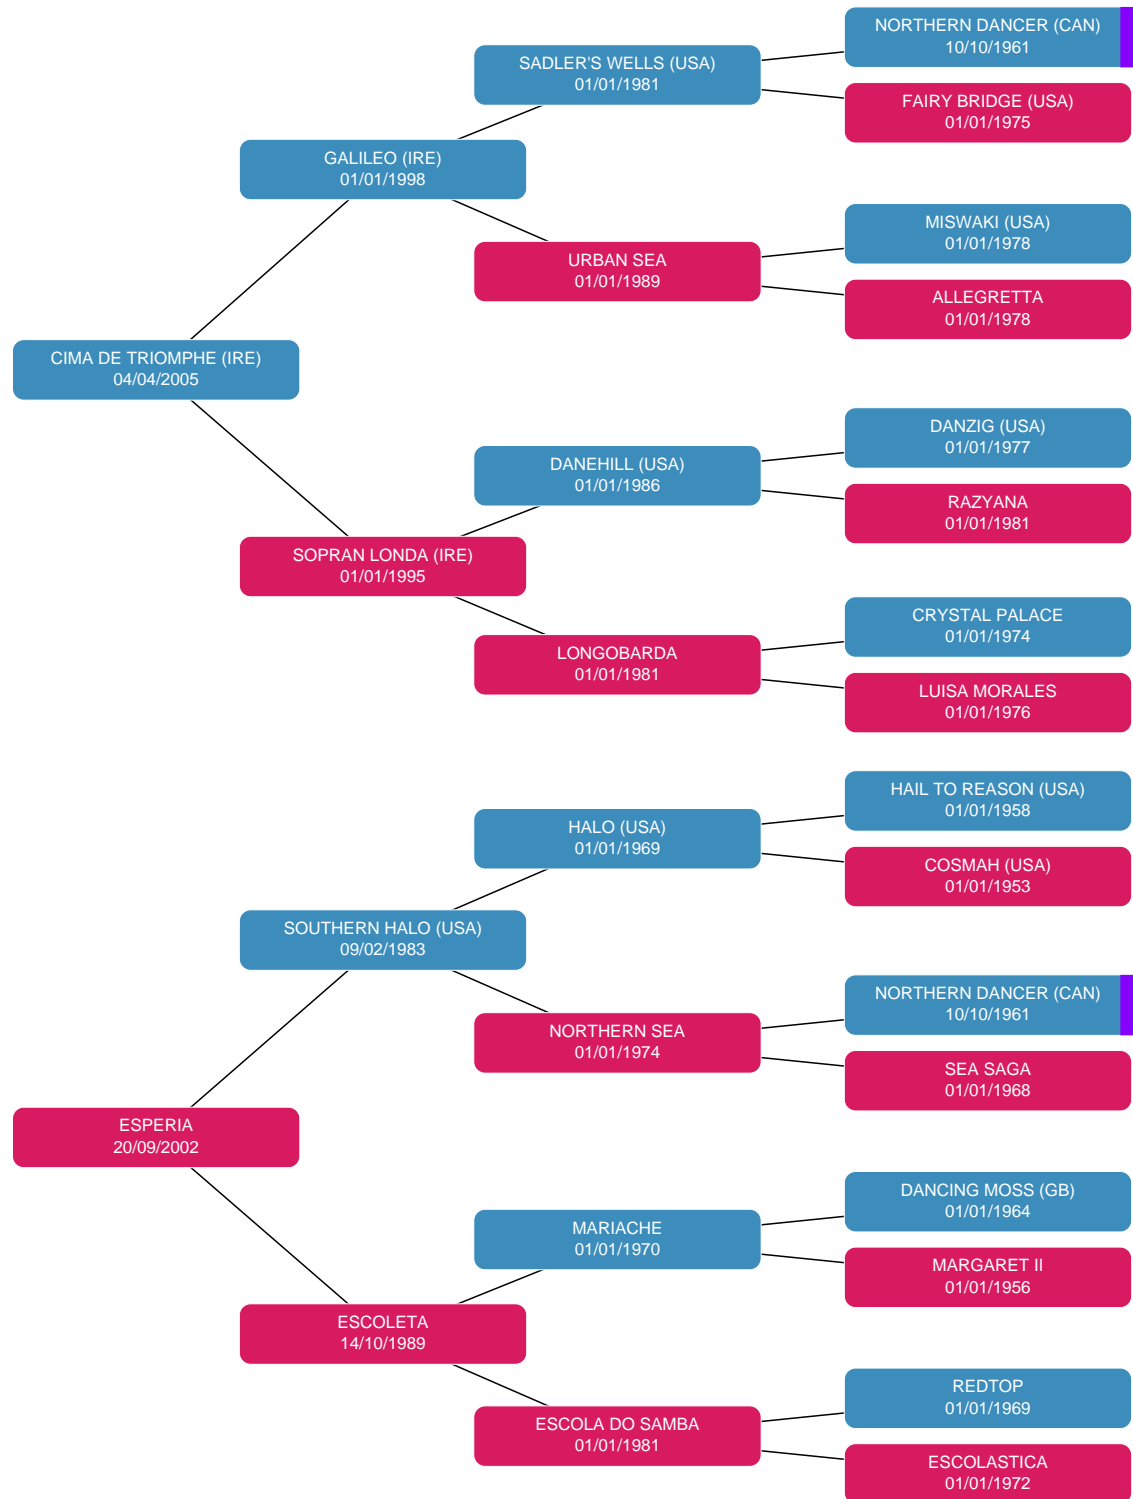 NORTHERN DANCER (CAN)
10/10/1961
SADLER'S WELLS (USA)
01/01/1981
FAIRY BRIDGE (USA)
01/01/1975
GALILEO (IRE)
01/01/1998
MISWAKI (USA)
01/01/1978
URBAN SEA
01/01/1989
ALLEGRETTA
01/01/1978
CIMA DE TRIOMPHE (IRE)
04/04/2005
DANZIG (USA)
01/01/1977
DANEHILL (USA)
01/01/1986
RAZYANA
01/01/1981
SOPRAN LONDA (IRE)
01/01/1995
CRYSTAL PALACE
01/01/1974
LONGOBARDA
01/01/1981
LUISA MORALES
01/01/1976
HAIL TO REASON (USA)
01/01/1958
HALO (USA)
01/01/1969
COSMAH (USA)
01/01/1953
SOUTHERN HALO (USA)
09/02/1983
NORTHERN DANCER (CAN)
10/10/1961
NORTHERN SEA
01/01/1974
SEA SAGA
01/01/1968
ESPERIA
20/09/2002
DANCING MOSS (GB)
01/01/1964
MARIACHE
01/01/1970
MARGARET II
01/01/1956
ESCOLETA
14/10/1989
REDTOP
01/01/1969
ESCOLA DO SAMBA
01/01/1981
ESCOLASTICA
01/01/1972